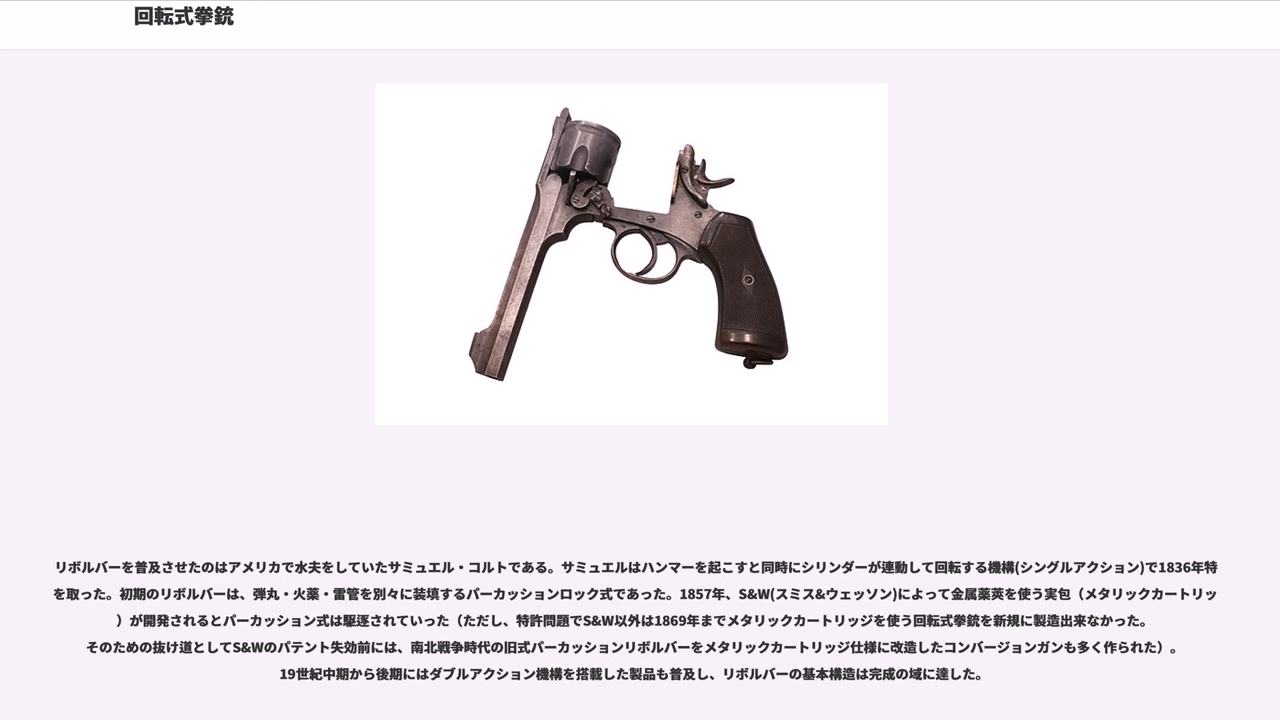 回転式拳銃
リボルバーを普及させたのはアメリカで水夫をしていたサミュエル・コルトである。サミュエルはハンマーを起こすと同時にシリンダーが連動して回転する機構(シングルアクション)で1836年特
を取った。初期のリボルバーは、弾丸・火薬・雷管を別々に装填するパーカッションロック式であった。1857年、S&W(スミス&ウェッソン)によって金属薬莢を使う実包（メタリックカートリッ
）が開発されるとパーカッション式は駆逐されていった（ただし、特許問題でS&W以外は1869年までメタリックカートリッジを使う回転式拳銃を新規に製造出来なかった。
そのための抜け道としてS&Wのパテント失効前には、南北戦争時代の旧式パーカッションリボルバーをメタリックカートリッジ仕様に改造したコンバージョンガンも多く作られた）。
19世紀中期から後期にはダブルアクション機構を搭載した製品も普及し、リボルバーの基本構造は完成の域に達した。